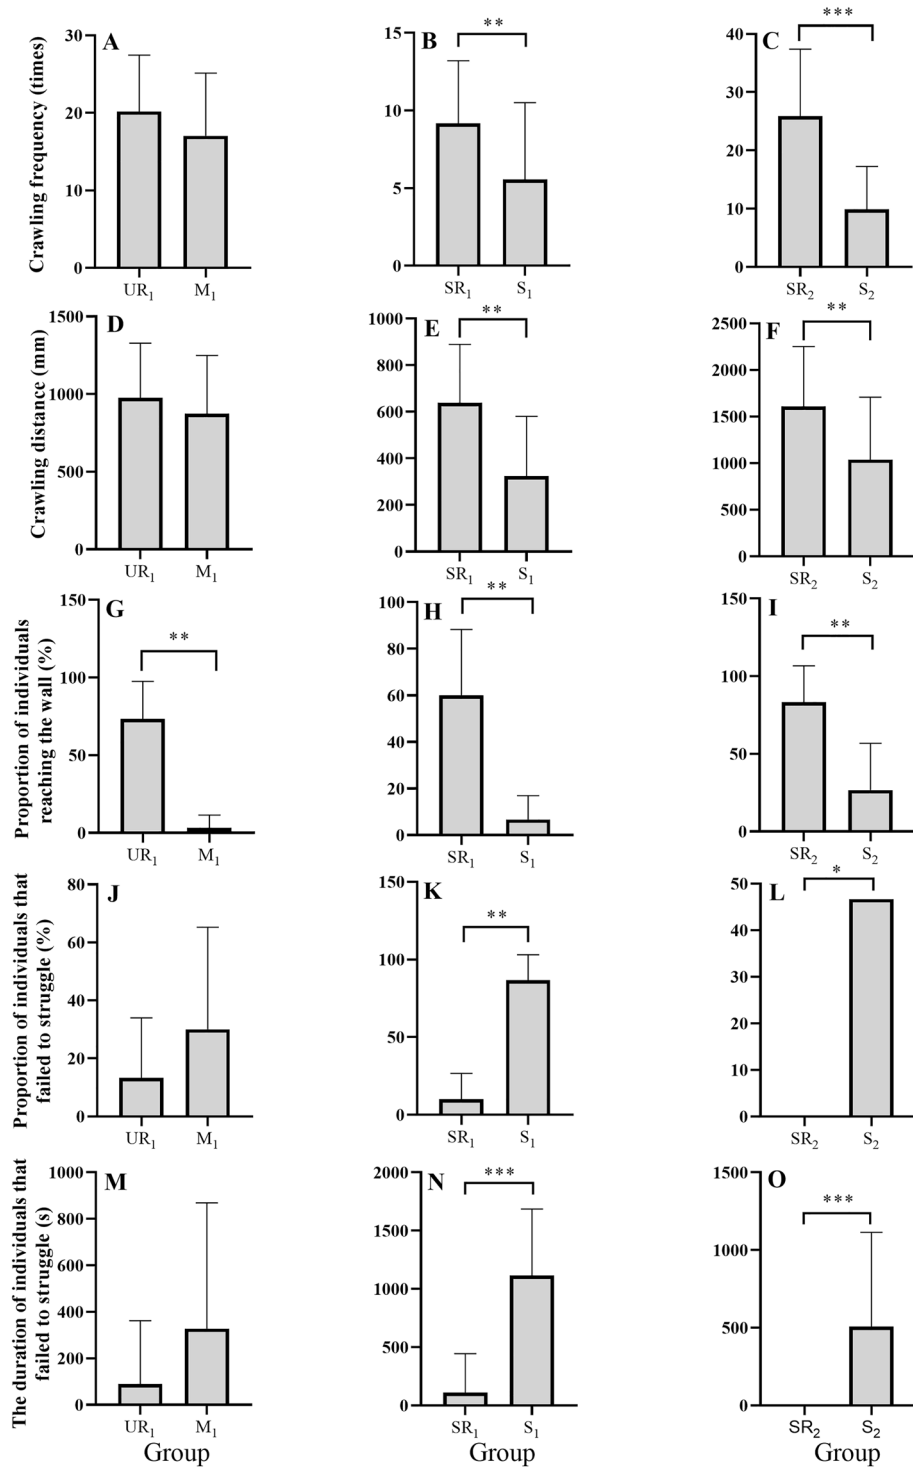 Crawling frequency (times)
A
30
20
10
0
UR1
M1
B
**
15
10
5
0
SR1
S1
C
***
40
30
20
10
0
SR2
S2
Crawling distance (mm)
D
1500
1000
500
0
UR1
M1
E
**
1000
800
600
400
200
0
SR1
S1
F
**
2500
2000
1500
1000
500
0
SR2
S2
Proportion of individuals
reaching the wall (%)
G
**
150
100
50
0
UR1
M1
H
**
100
80
60
40
20
0
SR1
S1
I
**
150
100
50
0
SR2
S2
Proportion of individuals that
failed to struggle (%)
J
80
60
40
20
0
UR1
M1
K
**
150
100
50
0
SR1
S1
L
*
50
40
30
20
10
0
SR2
S2
The duration of individuals that
failed to struggle (s)
M
1000
800
600
400
200
0
UR1
M1
Group
N
***
2000
1500
1000
500
0
SR1
S1
Group
O
***
1500
1000
500
0
SR2
S2
Group